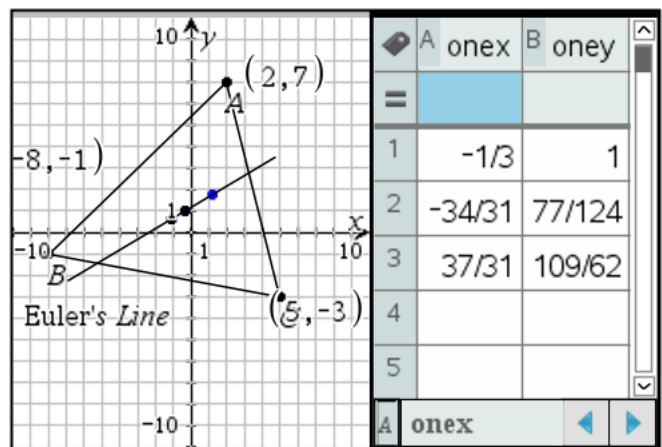 10 y
(2,7)
A
-8,-1)
1
x
-10
1
10
B
(5,-3)
Euler's Line
-10
A onex B oney
=
1 -1/3 1
2 -34/31 77/124
3 37/31 109/62
4
5
A onex